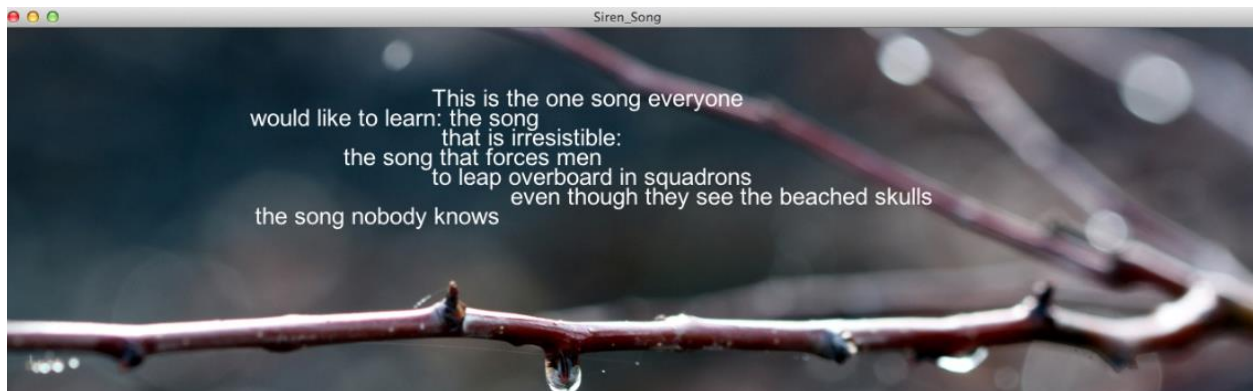 Siren_Song
This is the one song everyone
would like to learn: the song
that is irresistible:
the song that forces men
to leap overboard in squadrons
even though they see the beached skulls
the song nobody knows